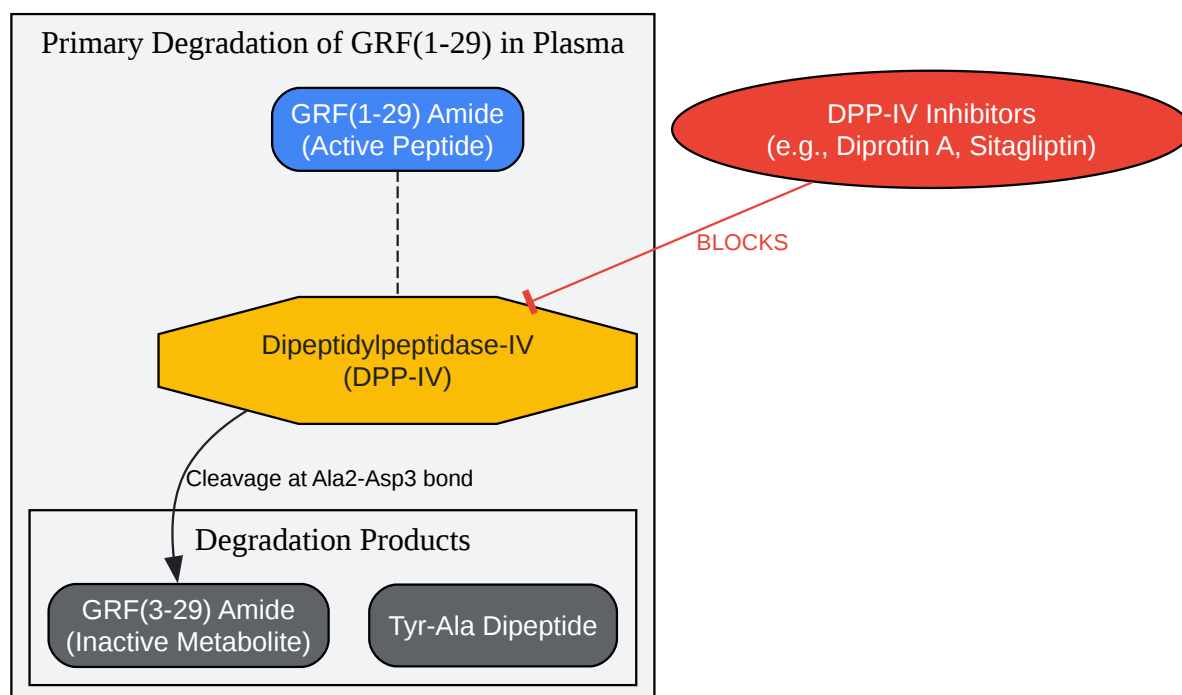 Primary Degradation of GRF(1-29) in Plasma
GRF(1-29) Amide
(Active Peptide)
DPP-IV Inhibitors
(e.g., Diprotin A, Sitagliptin)
BLOCKS
Dipeptidylpeptidase-IV
(DPP-IV)
Cleavage at Ala2-Asp3 bond
Degradation Products
GRF(3-29) Amide
(Inactive Metabolite)
Tyr-Ala Dipeptide